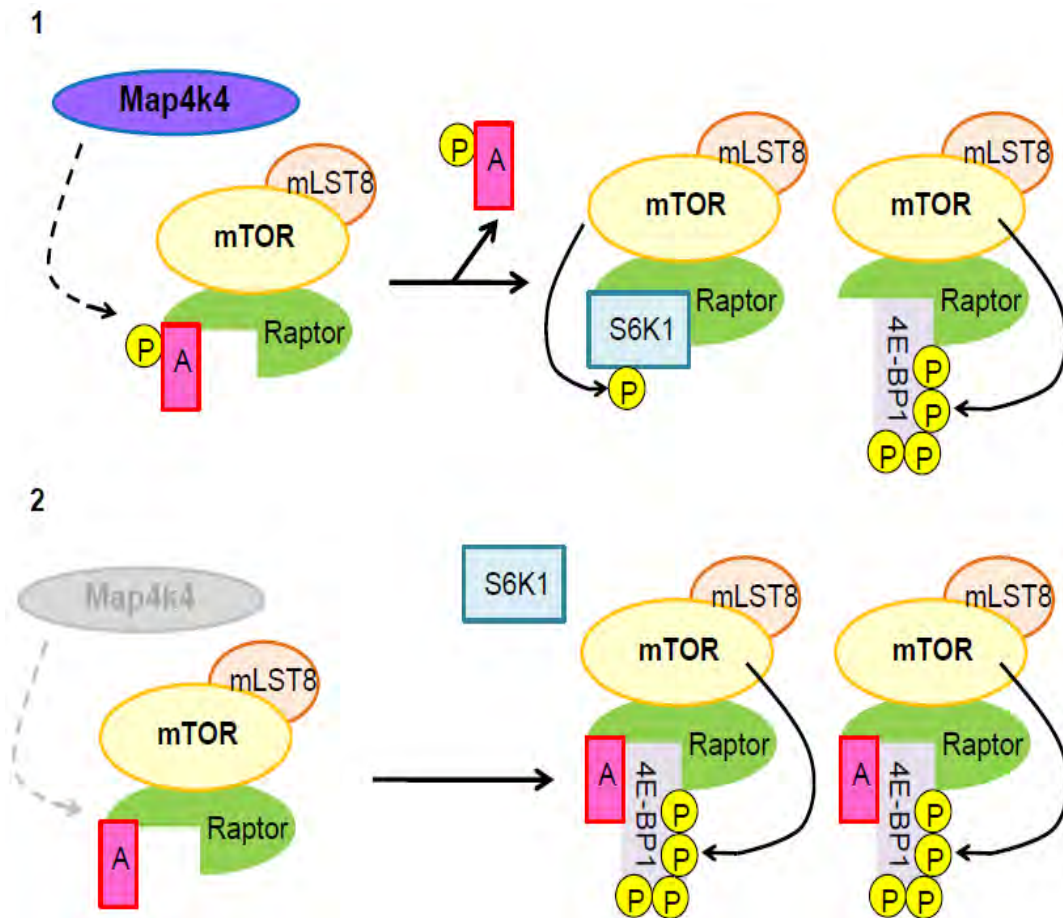 1
Map4k4
mLST8
mTOR
Raptor
P
A
P
A
mLST8
mTOR
Raptor
S6K1
P
mLST8
mTOR
Raptor
4E-BP1
P
P
P
P
2
Map4k4
mLST8
mTOR
Raptor
A
S6K1
mLST8
mTOR
Raptor
A
4E-BP1
P
P
P
P
mLST8
mTOR
Raptor
A
4E-BP1
P
P
P
P